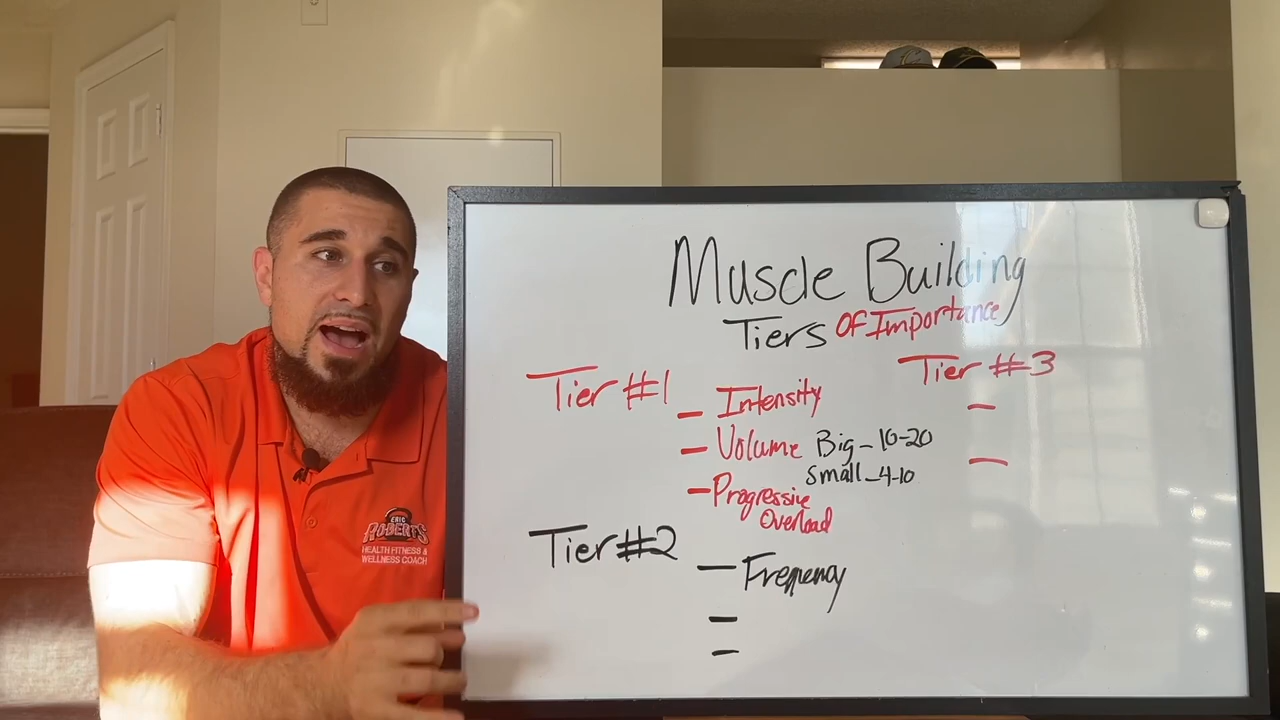 Muscle Building
Tiers Of Importance
Tier #1
- Intensity
- Volume Big - 10-20
Small - 4-10
- Progressive
Overload
Tier #2
- Frequency
-
-
Tier #3
-
-
ERIC
ROBERTS
HEALTH FITNESS &
WELLNESS COACH